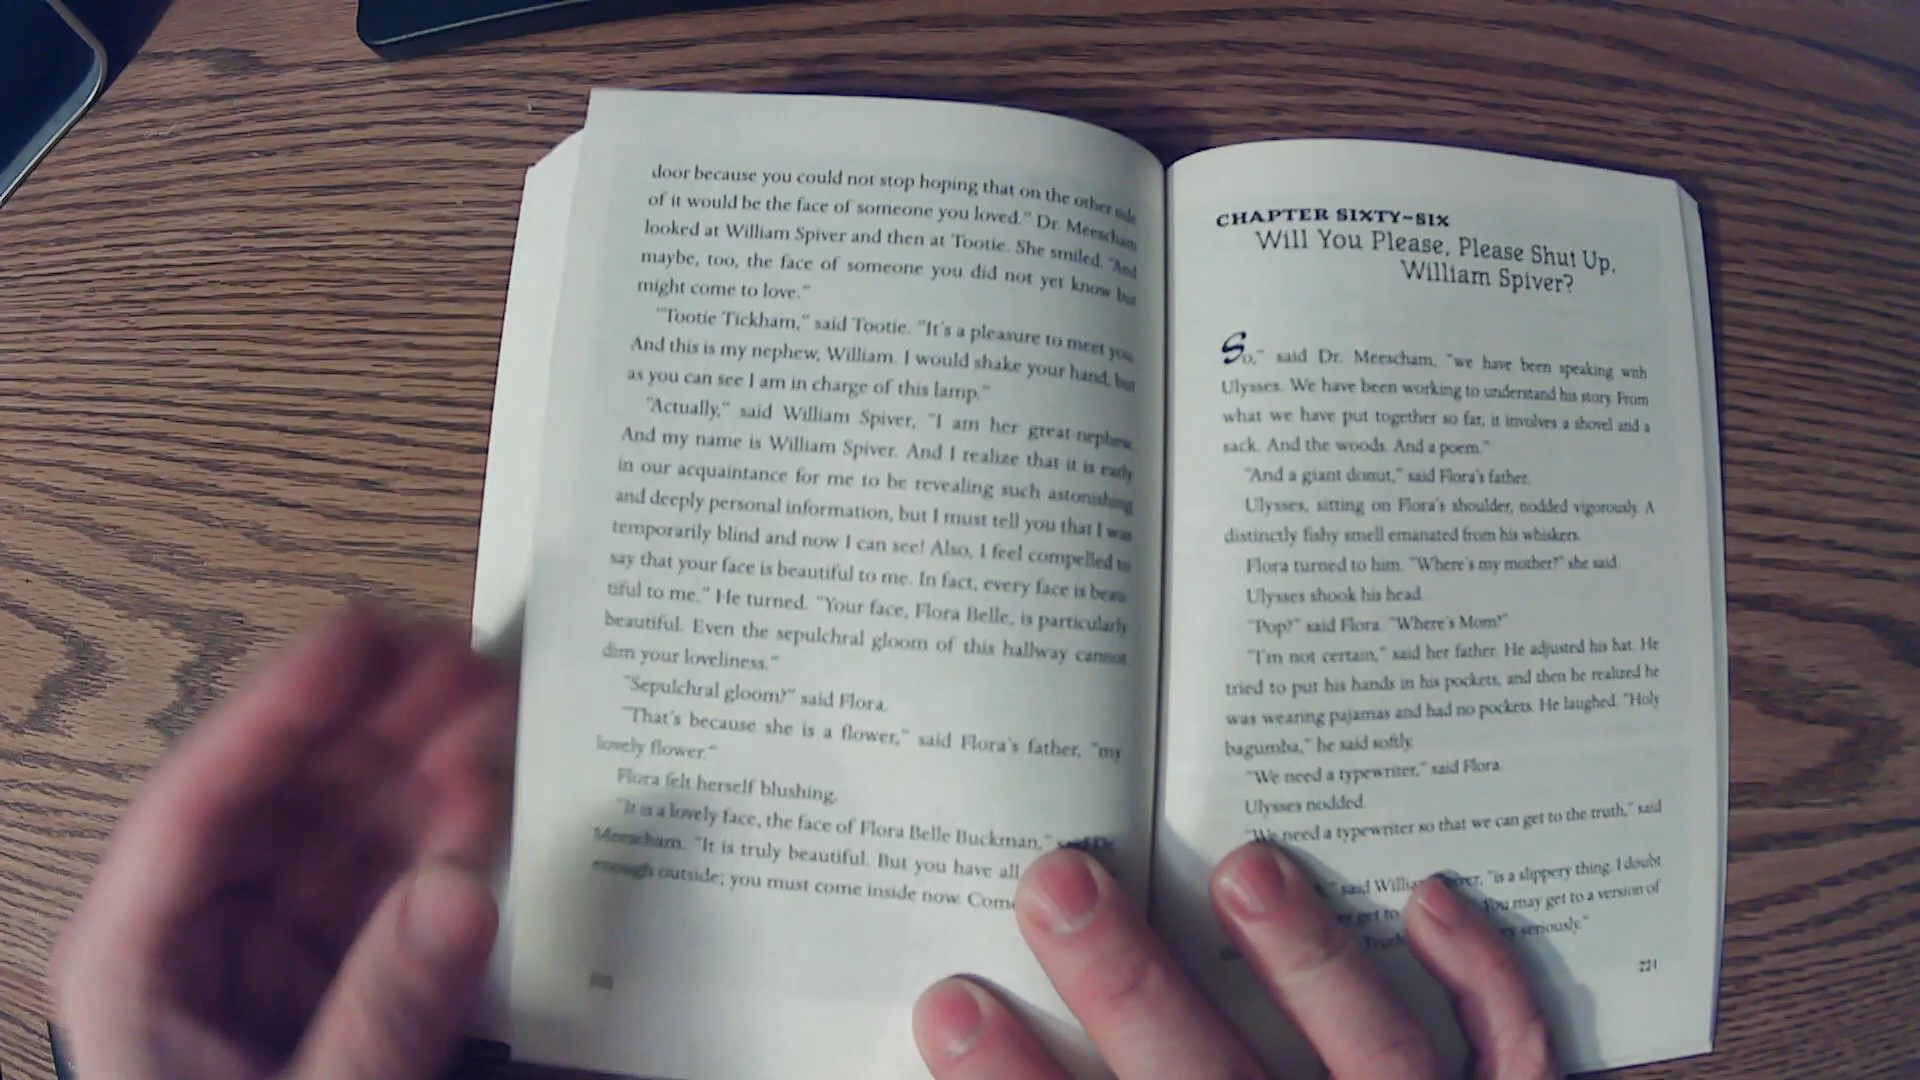 door because you could not stop hoping that on the other side
of it would be the face of someone you loved." Dr. Meescham
looked at William Spiver and then at Tootie. She smiled. "And
maybe, too, the face of someone you did not yet know but
might come to love."
"Tootie Tickham," said Tootie. "It's a pleasure to meet you.
And this is my nephew, William. I would shake your hand, but
as you can see I am in charge of this lamp."
"Actually," said William Spiver, "I am her great-nephew.
And my name is William Spiver. And I realize that it is early
in our acquaintance for me to be revealing such astonishing
and deeply personal information, but I must tell you that I was
temporarily blind and now I can see! Also, I feel compelled to
say that your face is beautiful to me. In fact, every face is beau
tiful to me." He turned. "Your face, Flora Belle, is particularly
beautiful. Even the sepulchral gloom of this hallway cannot
dim your loveliness."
"Sepulchral gloom?" said Flora.
"That's because she is a flower," said Flora's father, "my
lovely flower."
Flora felt herself blushing.
"It is a lovely face, the face of Flora Belle Buckman," said Dr.
Meescham. "It is truly beautiful. But you have all
enough outside; you must come inside now.
220
CHAPTER SIXTY-SIX
Will You Please, Please Shut Up,
William Spiver?
So," said Dr. Meescham, "we have been speaking with
Ulysses. We have been working to understand his story. From
what we have put together so far, it involves a shovel and a
sack. And the woods. And a poem."
"And a giant donut," said Flora's father.
Ulysses, sitting on Flora's shoulder, nodded vigorously. A
distinctly fishy smell emanated from his whiskers.
Flora turned to him. "Where's my mother?" she said.
Ulysses shook his head.
"Pop?" said Flora. "Where's Mom?"
"I'm not certain," said her father. He adjusted his hat. He
tried to put his hands in his pockets, and then he realized he
was wearing pajamas and had no pockets. He laughed. "Holy
bagumba," he said softly.
"We need a typewriter," said Flora.
Ulysses nodded.
"We need a typewriter so that we can get to the truth," said
said William Spiver, "is a slippery thing. I doubt
get to You may get to a version of
seriously."
221